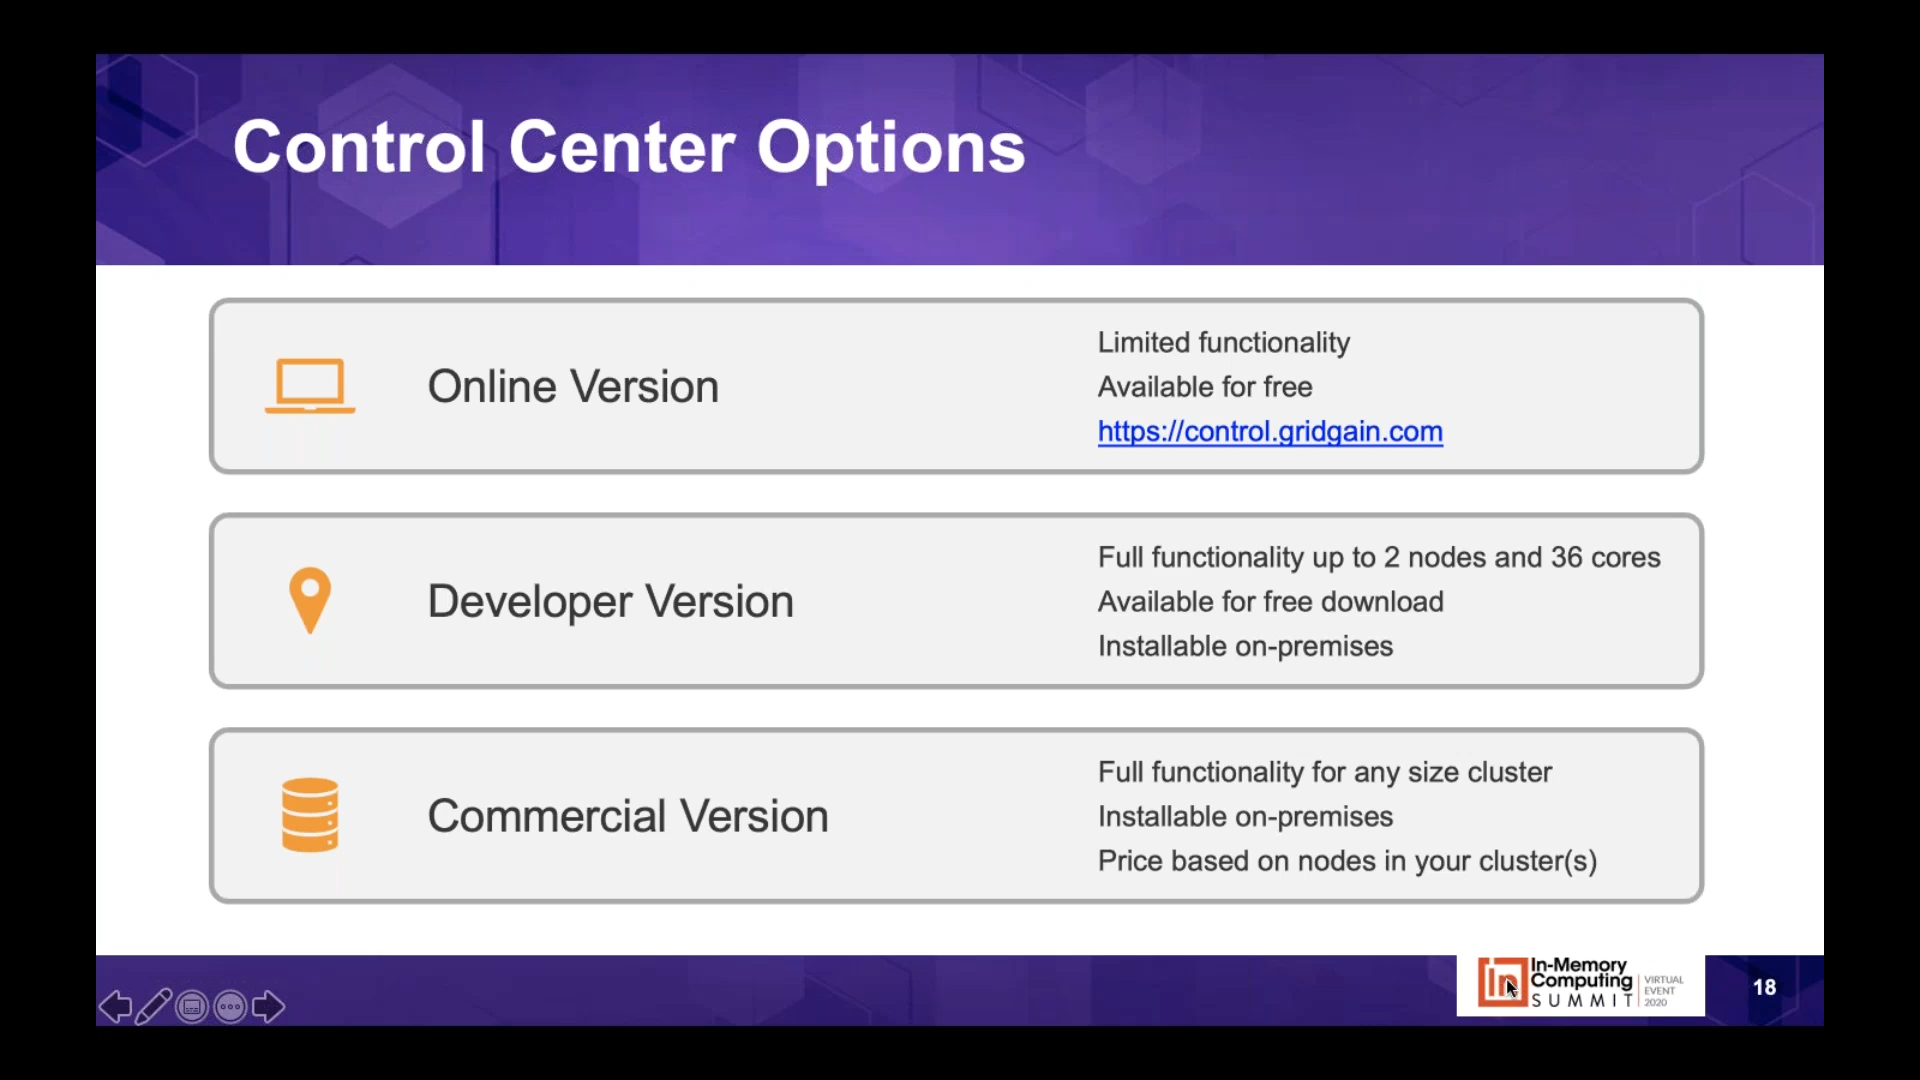 Control Center Options
Online Version
Limited functionality
Available for free
https://control.gridgain.com
Developer Version
Full functionality up to 2 nodes and 36 cores
Available for free download
Installable on-premises
Commercial Version
Full functionality for any size cluster
Installable on-premises
Price based on nodes in your cluster(s)
In-Memory
Computing
SUMMIT
VIRTUAL
EVENT
2020
18